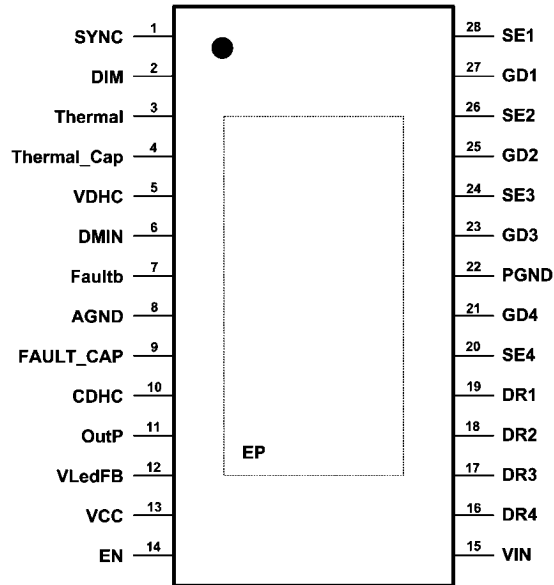 SYNC 1 28 SE1
DIM 2 27 GD1
Thermal 3 26 SE2
Thermal_Cap 4 25 GD2
VDHC 5 24 SE3
DMIN 6 23 GD3
Faultb 7 22 PGND
AGND 8 21 GD4
FAULT_CAP 9 20 SE4
CDHC 10 19 DR1
OutP 11 18 DR2
EP
VLedFB 12 17 DR3
VCC 13 16 DR4
EN 14 15 VIN